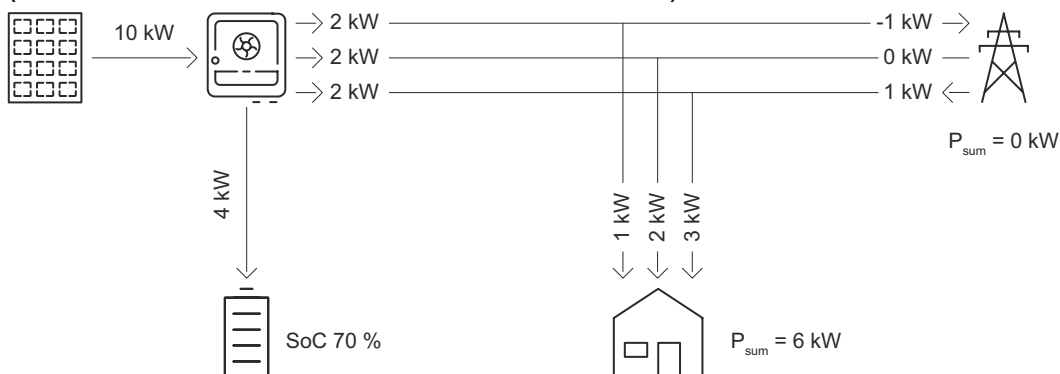 10 kW
2 kW
2 kW
2 kW
-1 kW
0 kW
1 kW
P_sum = 0 kW
4 kW
1 kW
2 kW
3 kW
SoC 70 %
P_sum = 6 kW